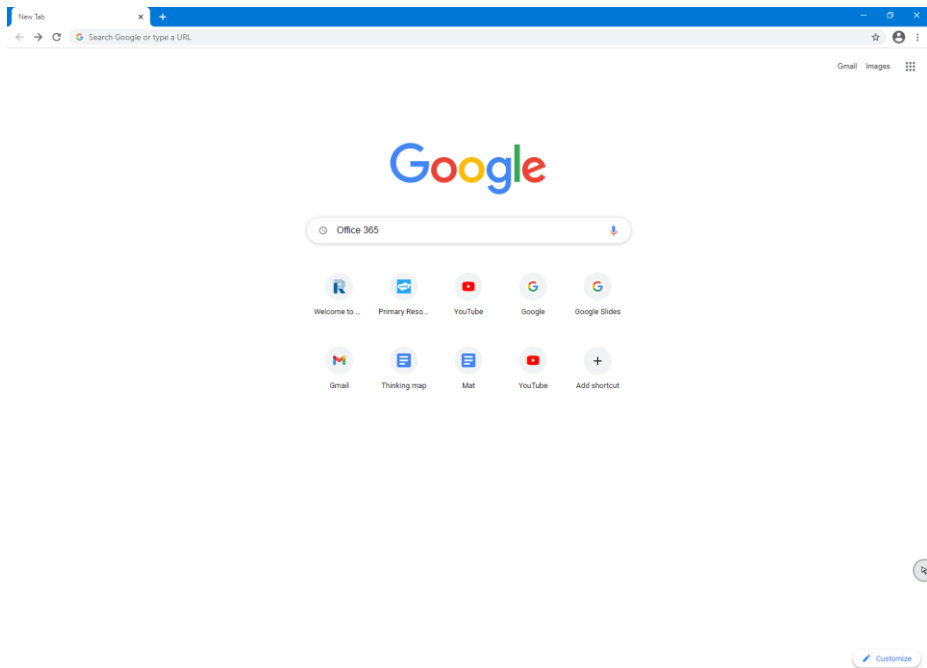 New Tab
Search Google or type a URL
Gmail Images
Google
Office 365
Welcome to ... Primary Reso... YouTube Google Google Slides
Gmail Thinking map Mat YouTube Add shortcut
Customize